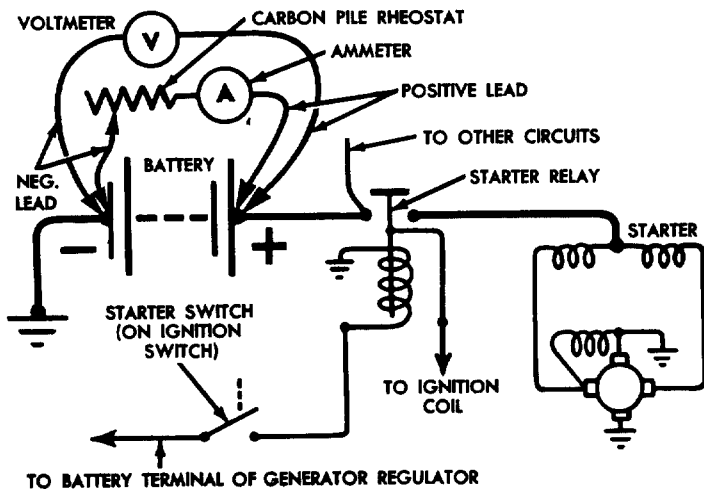 VOLTMETER
V
CARBON PILE RHEOSTAT
AMMETER
A
POSITIVE LEAD
TO OTHER CIRCUITS
BATTERY
STARTER RELAY
NEG.
LEAD
−
+
STARTER
STARTER SWITCH
(ON IGNITION
SWITCH)
TO IGNITION
COIL
TO BATTERY TERMINAL OF GENERATOR REGULATOR